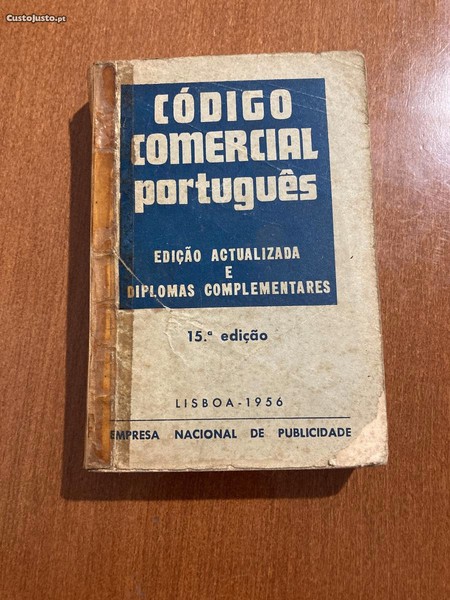 CustoJusto.pt
CÓDIGO
COMERCIAL
português
EDIÇÃO ACTUALIZADA
E
DIPLOMAS COMPLEMENTARES
15.ª edição
LISBOA-1956
EMPRESA NACIONAL DE PUBLICIDADE